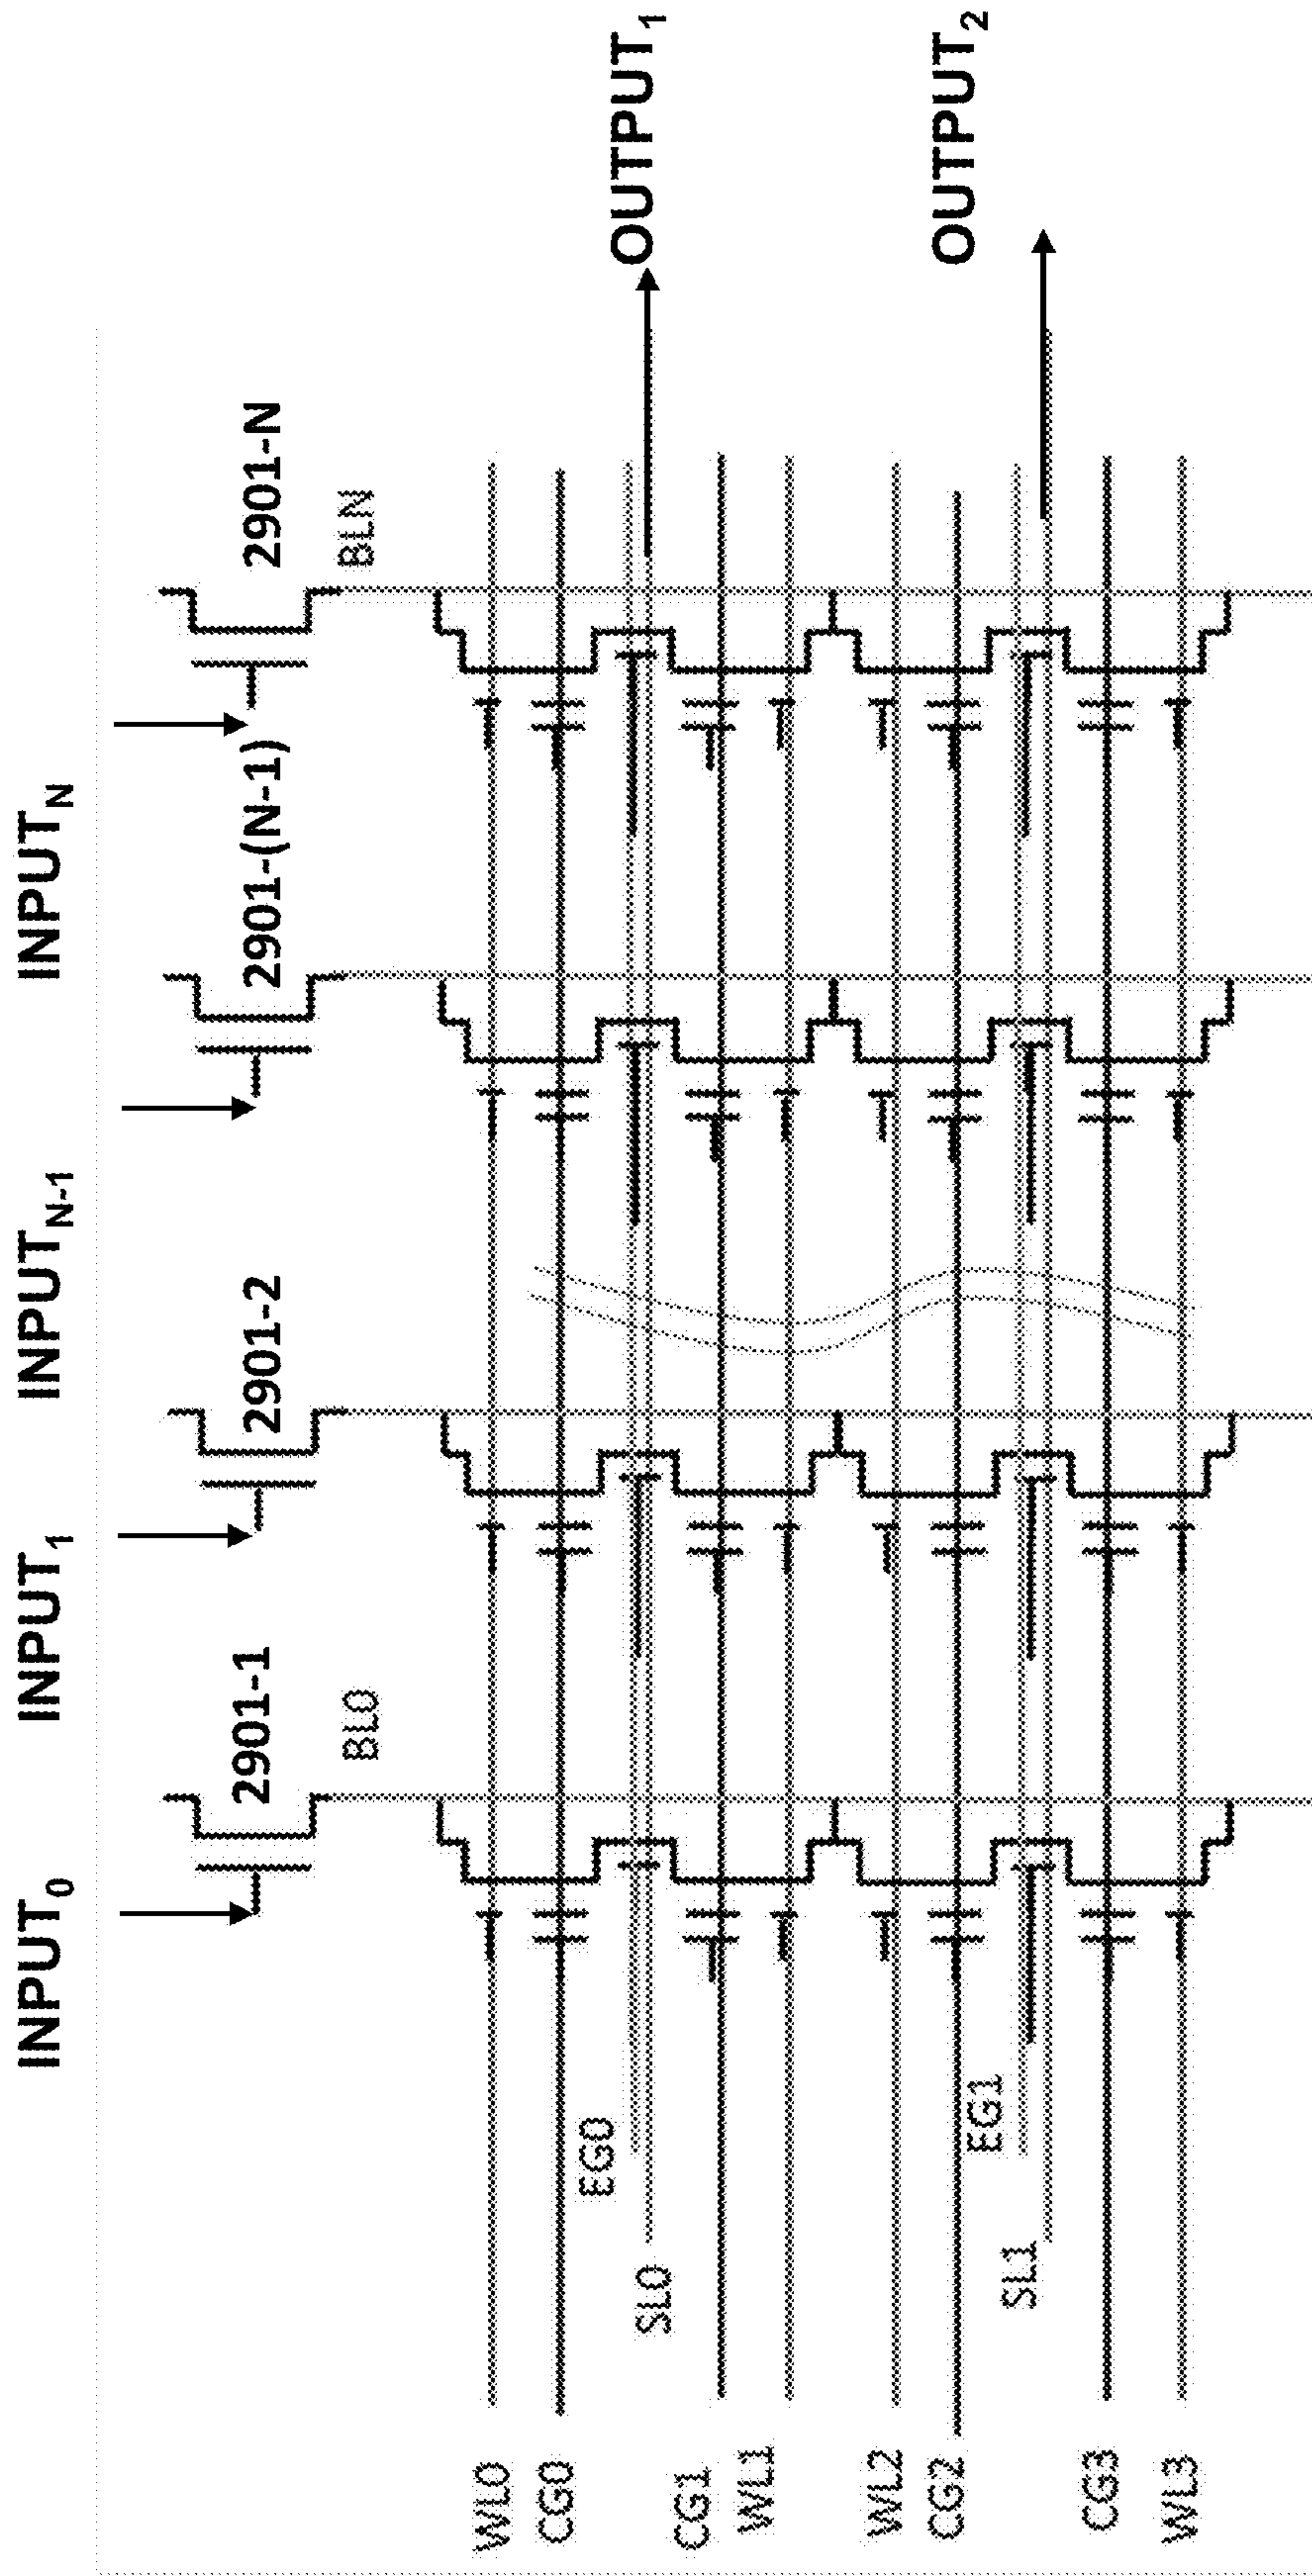 INPUT0 INPUT1 INPUTN-1 INPUTN
2901-1 2901-2 2901-(N-1) 2901-N
BL0 BLN
WL0
CG0
EG0
SL0 OUTPUT1
CG1
WL1
WL2
CG2
EG1
SL1 OUTPUT2
CG3
WL3